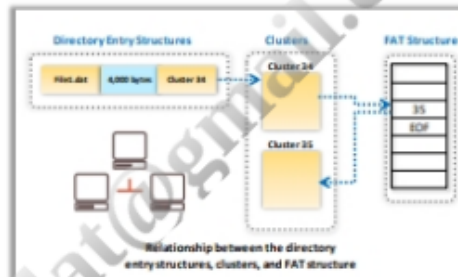 Directory Entry Structures
Clusters
FAT Structure
File1.dat
4,000 bytes
Cluster 34
Cluster 34
35
EOF
Cluster 35
Relationship between the directory
entry structures, clusters, and FAT structure